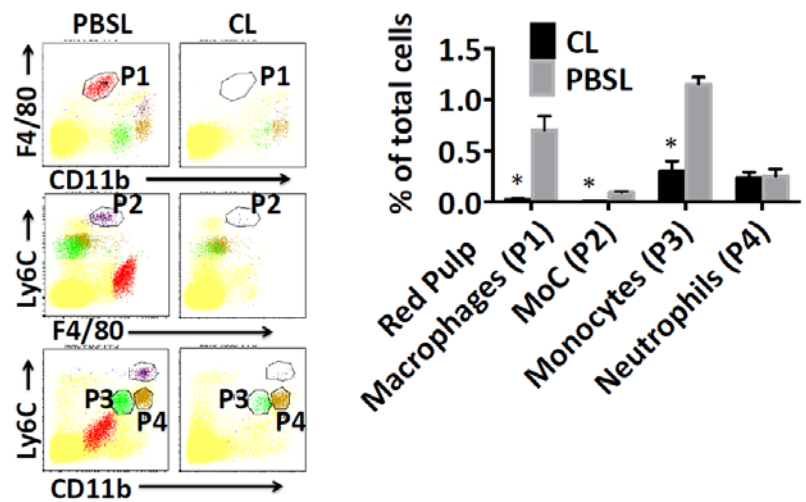 PBSL CL
P1 P1
F4/80
CD11b
P2 P2
Ly6C
F4/80
P3 P4 P3 P4
Ly6C
CD11b
% of total cells
1.5
1.0
0.5
0.0
CL
PBSL
* * *
Red Pulp
Macrophages (P1)
MoC (P2)
Monocytes (P3)
Neutrophils (P4)